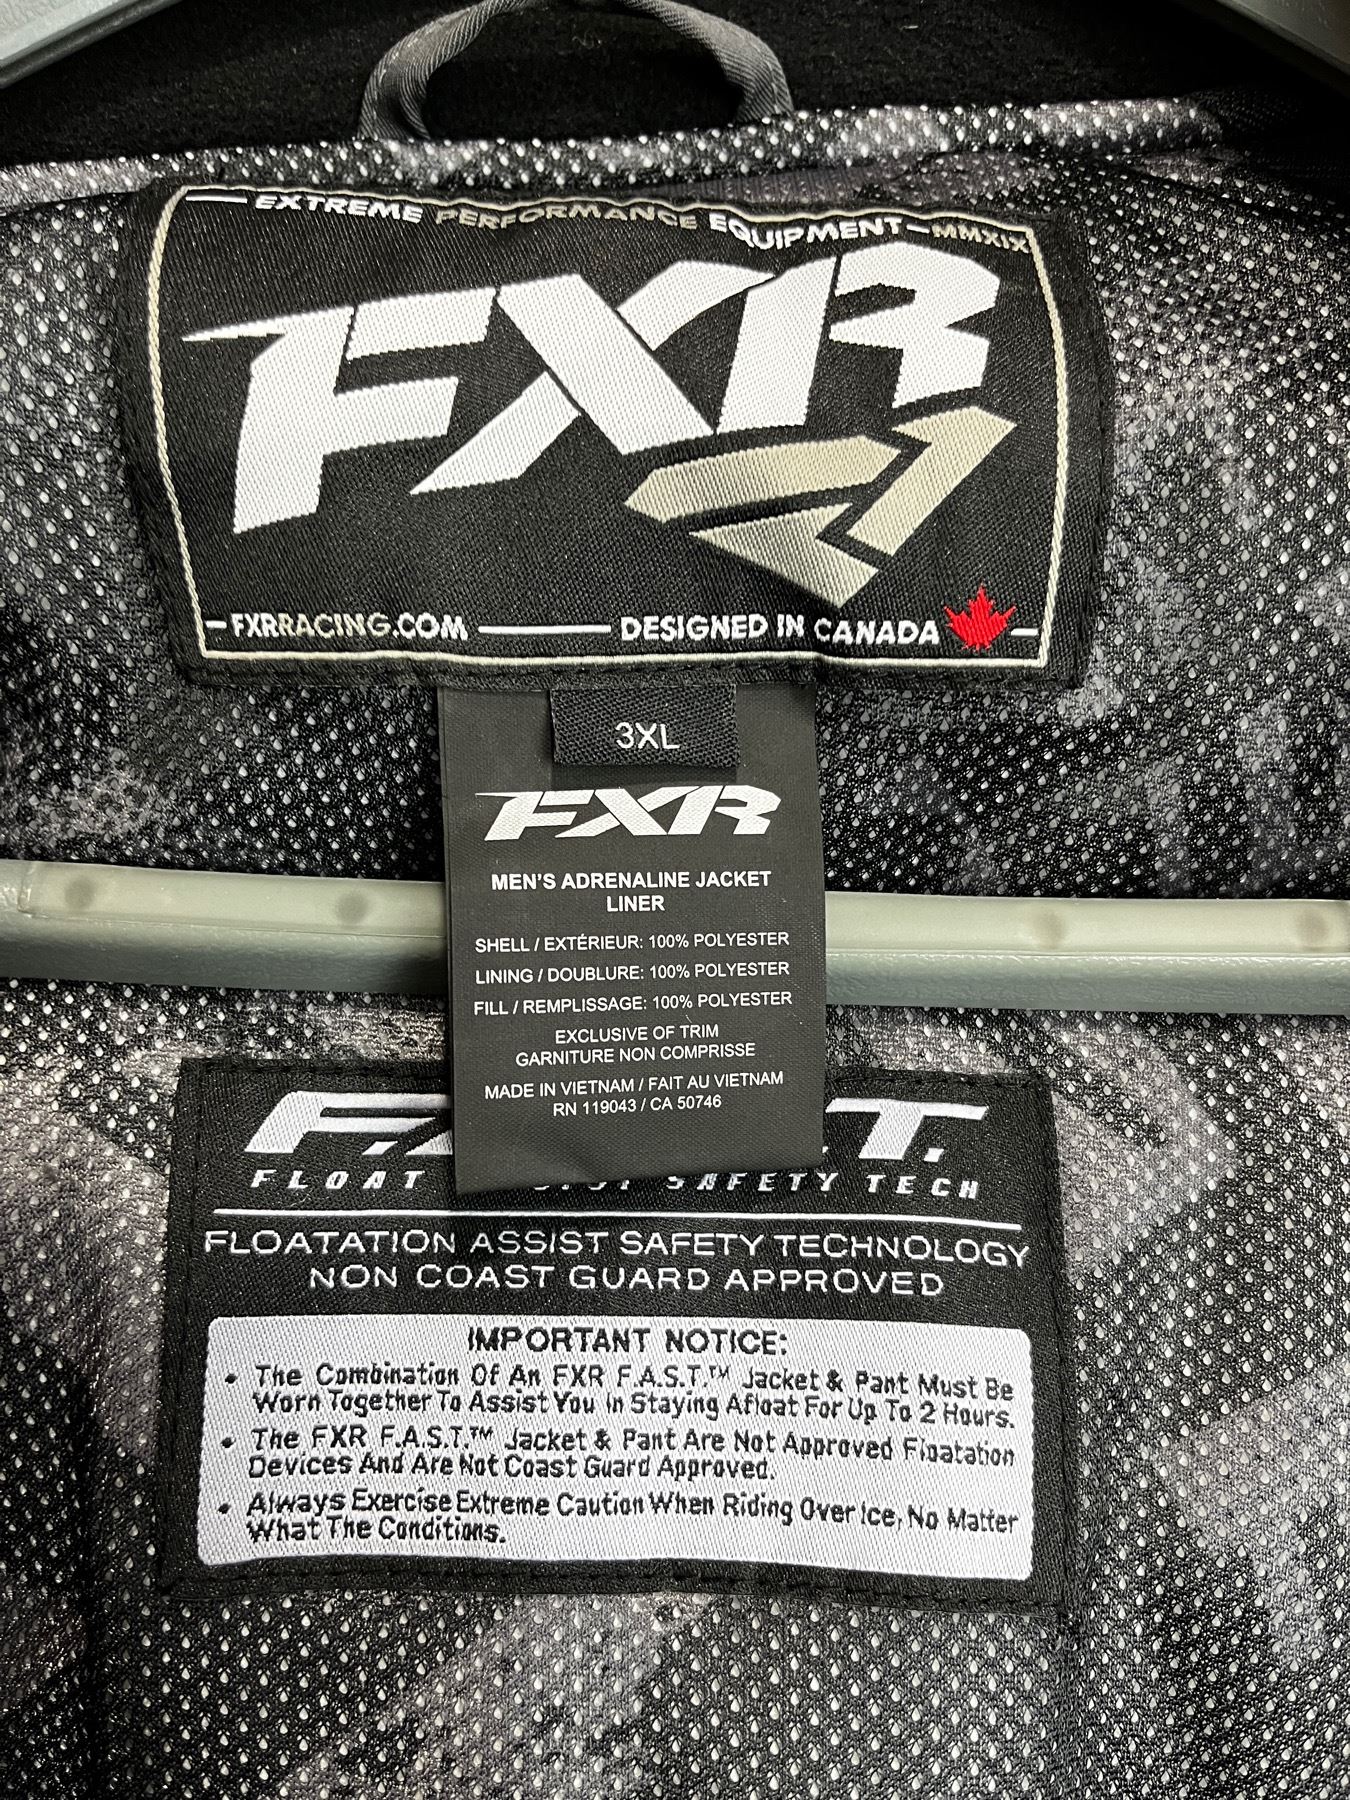 EXTREME PERFORMANCE EQUIPMENT—MMXIX
FXR
FXRRACING.COM — DESIGNED IN CANADA
3XL
FXR
MEN'S ADRENALINE JACKET
LINER
SHELL / EXTÉRIEUR: 100% POLYESTER
LINING / DOUBLURE: 100% POLYESTER
FILL / REMPLISSAGE: 100% POLYESTER
EXCLUSIVE OF TRIM
GARNITURE NON COMPRISSE
MADE IN VIETNAM / FAIT AU VIETNAM
RN 119043 / CA 50746
FLOAT SAFETY TECH
FLOATATION ASSIST SAFETY TECHNOLOGY
NON COAST GUARD APPROVED
IMPORTANT NOTICE:
• The Combination Of An FXR F.A.S.T.™ Jacket & Pant Must Be
Worn Together To Assist You In Staying Afloat For Up To 2 Hours.
• The FXR F.A.S.T.™ Jacket & Pant Are Not Approved Floatation
Devices And Are Not Coast Guard Approved.
• Always Exercise Extreme Caution When Riding Over Ice, No Matter
What The Conditions.